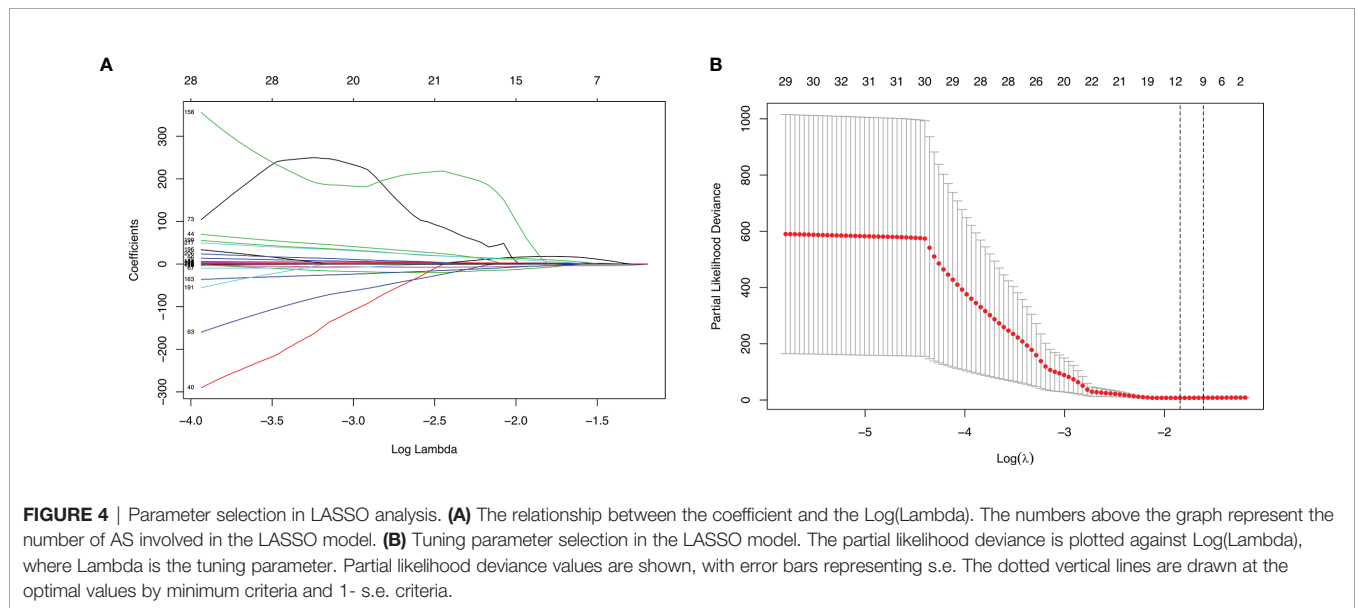 A
28 28 20 21 15 7
158
73
44
163
191
63
40
300
200
100
0
−100
−200
−300
Coefficients
−4.0 −3.5 −3.0 −2.5 −2.0 −1.5
Log Lambda
B
29 30 32 31 31 30 29 28 28 26 20 22 21 19 12 9 6 2
1000
800
600
400
200
0
Partial Likelihood Deviance
−5 −4 −3 −2
Log(λ)
FIGURE 4 | Parameter selection in LASSO analysis. (A) The relationship between the coefficient and the Log(Lambda). The numbers above the graph represent the
number of AS involved in the LASSO model. (B) Tuning parameter selection in the LASSO model. The partial likelihood deviance is plotted against Log(Lambda),
where Lambda is the tuning parameter. Partial likelihood deviance values are shown, with error bars representing s.e. The dotted vertical lines are drawn at the
optimal values by minimum criteria and 1- s.e. criteria.